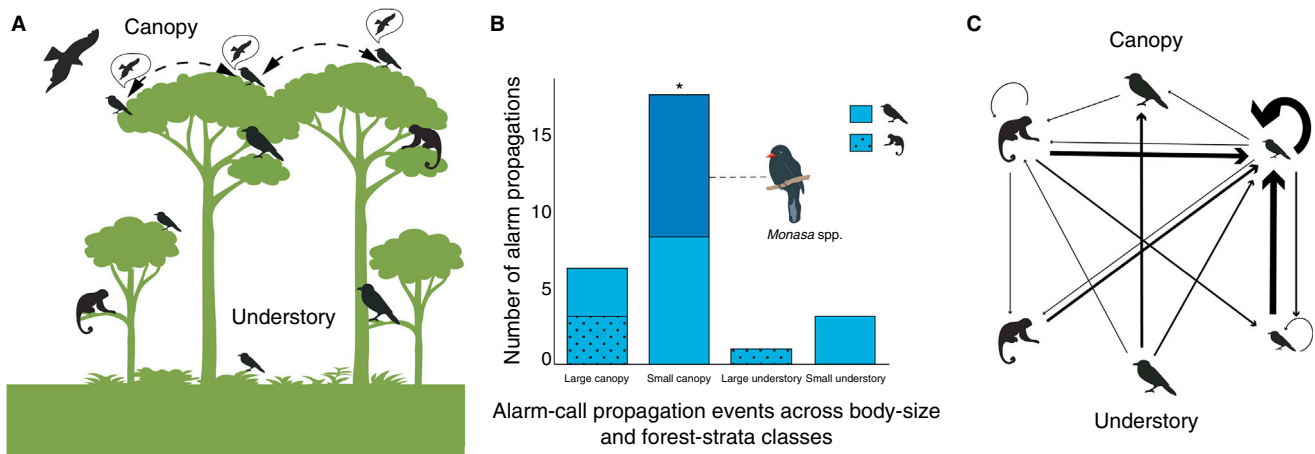 A
Canopy
Understory
B
Number of alarm propagations
15
10
5
0
*
Monasa spp.
Large canopy
Small canopy
Large understory
Small understory
Alarm-call propagation events across body-size
and forest-strata classes
C
Canopy
Understory